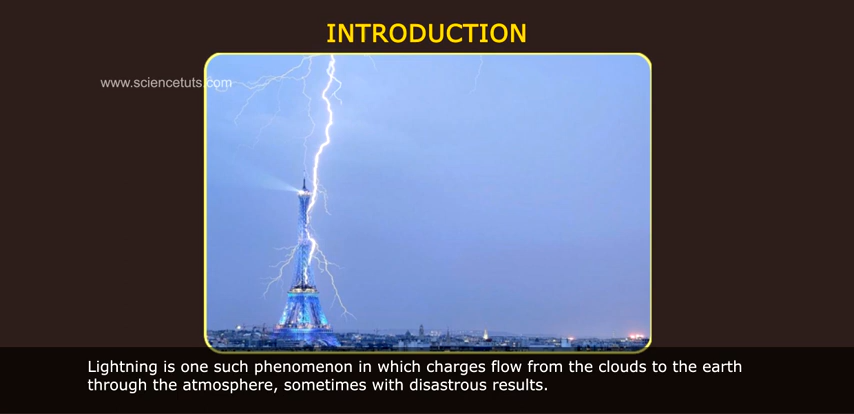 INTRODUCTION
www.sciencetuts.com
Lightning is one such phenomenon in which charges flow from the clouds to the earth
through the atmosphere, sometimes with disastrous results.